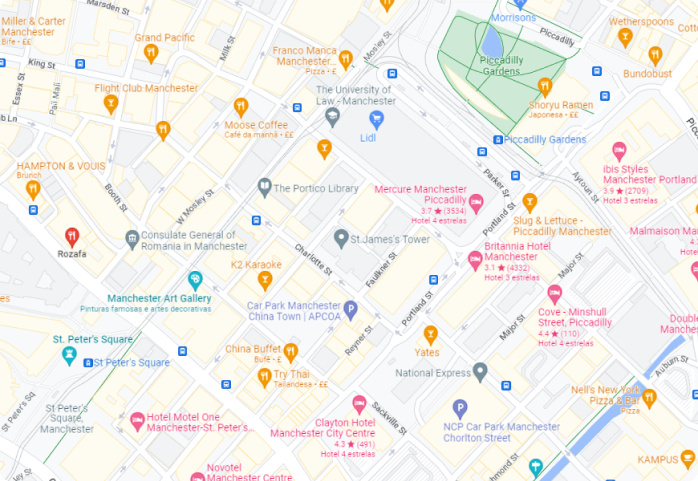 Marsden St
Morrisons
Miller & Carter
Manchester
Bife • ££
Wetherspoons
Grand Pacific
Milk St
Mosley St
Piccadilly
King St
Franco Manca
Manchester...
Pizza • £
Piccadilly
Gardens
Bundobust
Essex St
Pall Mall
Flight Club Manchester
The University of
Law - Manchester
Shoryu Ramen
Japonesa • ££
Moose Coffee
Café da manhã • ££
Lidl
Piccadilly Gardens
HAMPTON & VOUIS
Brunch
Booth St
W Mosley St
The Portico Library
Parker St
Aytoun St
ibis Styles
Manchester Portland
3.9 ★ (2709)
Hotel 3 estrelas
Mercure Manchester
Piccadilly
3.7 ★ (3534)
Hotel 4 estrelas
Portland St
Slug & Lettuce -
Piccadilly Manchester
Malmaison Ma
Rozafa
Consulate General of
Romania in Manchester
St.James's Tower
Charlotte St
Faulkner St
Britannia Hotel
Manchester
3.1 ★ (4332)
Hotel 3 estrelas
Major St
K2 Karaoke
Manchester Art Gallery
Pinturas famosas e artes decorativas
Car Park Manchester
China Town | APCOA
Portland St
Cove - Minshull
Street, Piccadilly
4.4 ★ (110)
Hotel 4 estrelas
Major St
Double
Manche
St. Peter's Square
St Peter's Square
China Buffet
Bufê • £
Reyner St
Yates
National Express
Auburn St
Try Thai
Tailandesa • ££
Nell's New York
Pizza & Bar
Pizza
St Peter's Sq
St Peter's
Square,
Manchester
Hotel Motel One
Manchester-St. Peter's...
Clayton Hotel
Manchester City Centre
4.3 ★ (491)
Hotel 4 estrelas
Sackville St
NCP Car Park Manchester
Chorlton Street
Novotel
Manchester Centre
KAMPUS